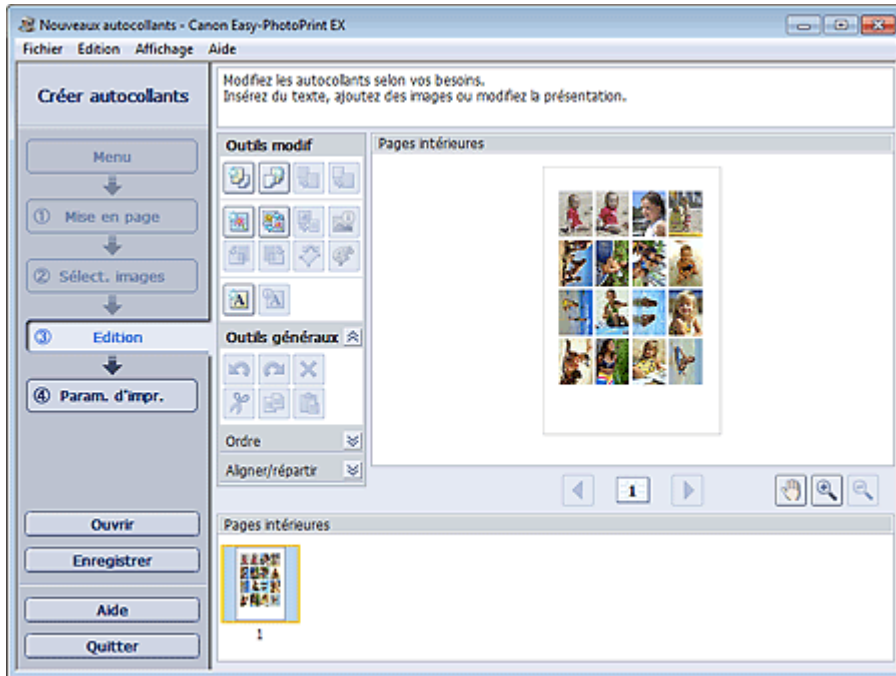 Nouveaux autocollants - Canon Easy-PhotoPrint EX
Fichier Edition Affichage Aide
Créer autocollants
Modifiez les autocollants selon vos besoins.
Insérez du texte, ajoutez des images ou modifiez la présentation.
Menu
① Mise en page
② Sélect. images
③ Edition
④ Param. d'impr.
Ouvrir
Enregistrer
Aide
Quitter
Outils modif
A A
Outils généraux
Ordre
Aligner/répartir
Pages intérieures
1
Pages intérieures
1